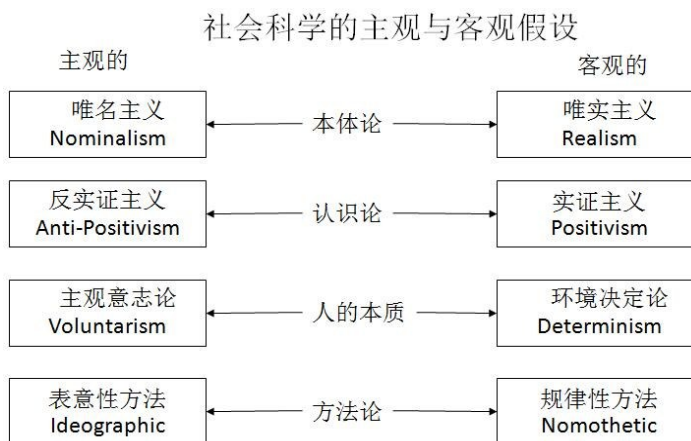 社会科学的主观与客观假设
主观的
客观的
唯名主义
Nominalism
本体论
唯实主义
Realism
反实证主义
Anti-Positivism
认识论
实证主义
Positivism
主观意志论
Voluntarism
人的本质
环境决定论
Determinism
表意性方法
Ideographic
方法论
规律性方法
Nomothetic